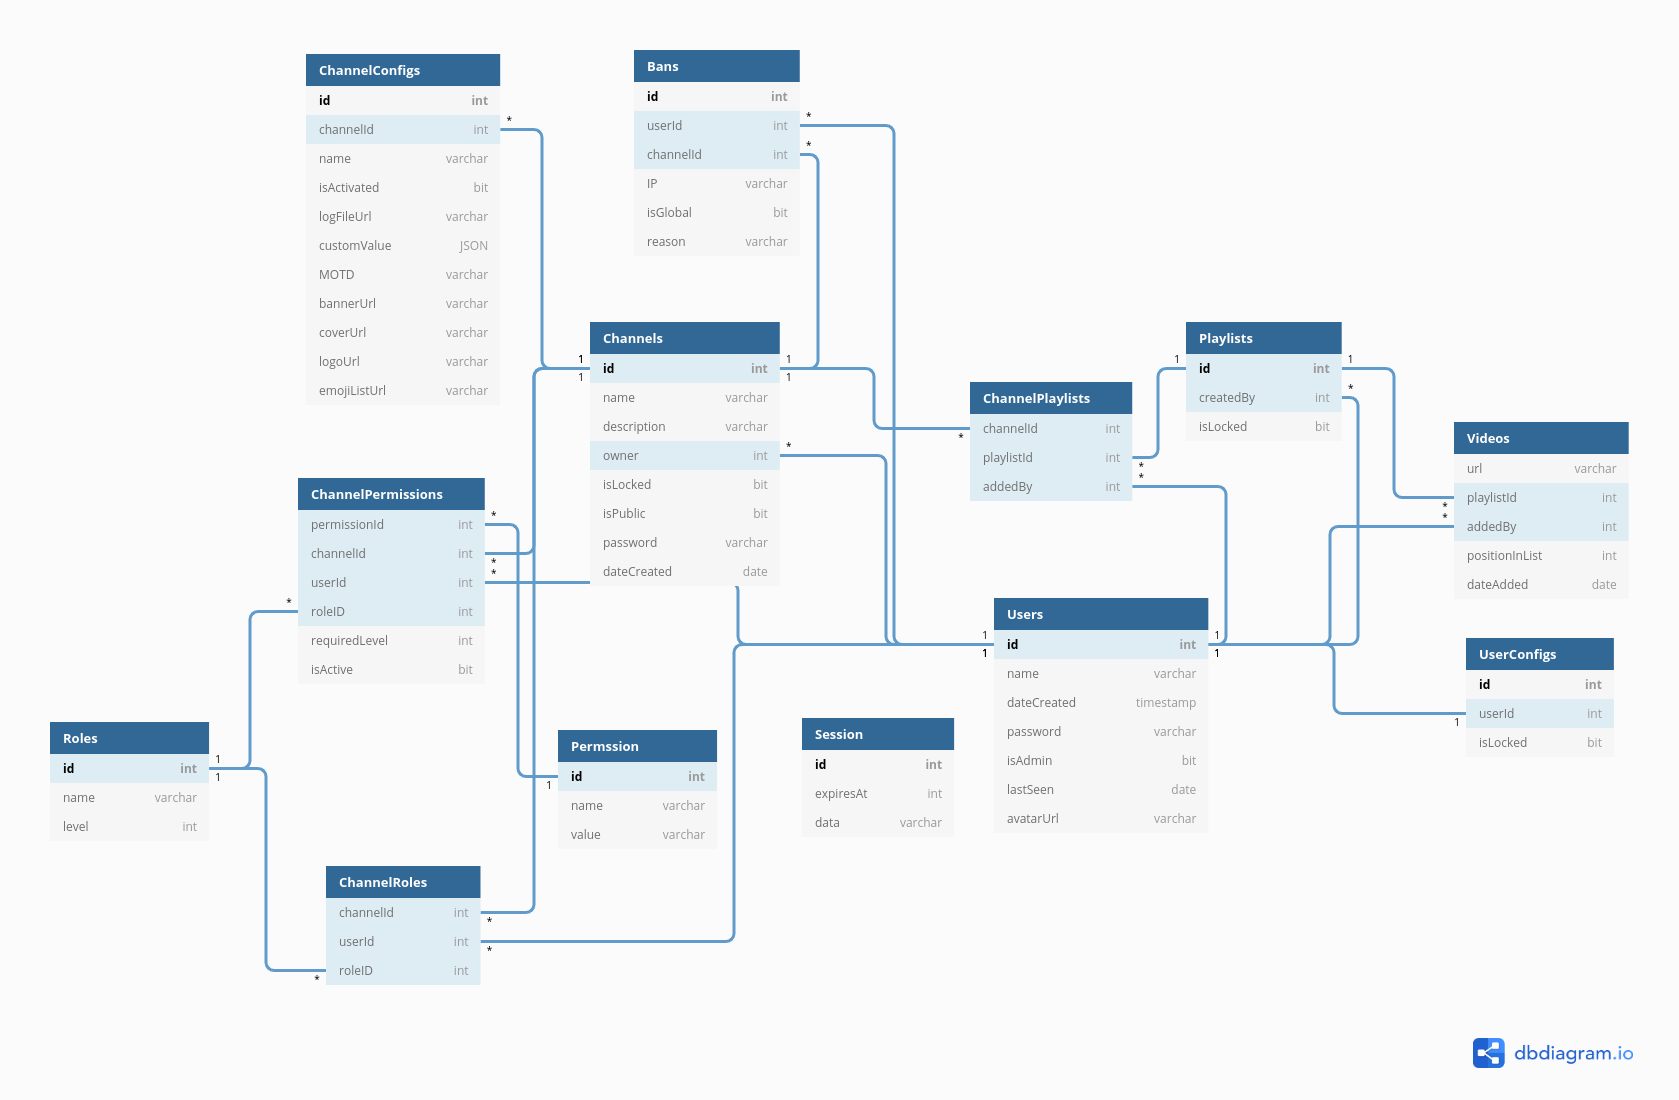 ChannelConfigs
id int
channelId int
name varchar
isActivated bit
logFileUrl varchar
customValue JSON
MOTD varchar
bannerUrl varchar
coverUrl varchar
logoUrl varchar
emojiListUrl varchar
*
Bans
id int
userId int
channelId int
IP varchar
isGlobal bit
reason varchar
*
*
Channels
1 id int 1
1 1
name varchar
description varchar
owner int *
isLocked bit
isPublic bit
password varchar
dateCreated date
ChannelPlaylists
* channelId int
playlistId int *
addedBy int *
Playlists
1 id int 1
createdBy int *
isLocked bit
Videos
url varchar
* playlistId int
* addedBy int
positionInList int
dateAdded date
ChannelPermissions
permissionId int *
channelId int *
userId int *
* roleID int
requiredLevel int
isActive bit
Users
1 id int 1
1 1
name varchar
dateCreated timestamp
password varchar
isAdmin bit
lastSeen date
avatarUrl varchar
UserConfigs
id int
1 userId int
isLocked bit
Roles
id int 1
1
name varchar
level int
Permssion
1 id int
name varchar
value varchar
Session
id int
expiresAt int
data varchar
ChannelRoles
channelId int *
userId int *
* roleID int
dbdiagram.io